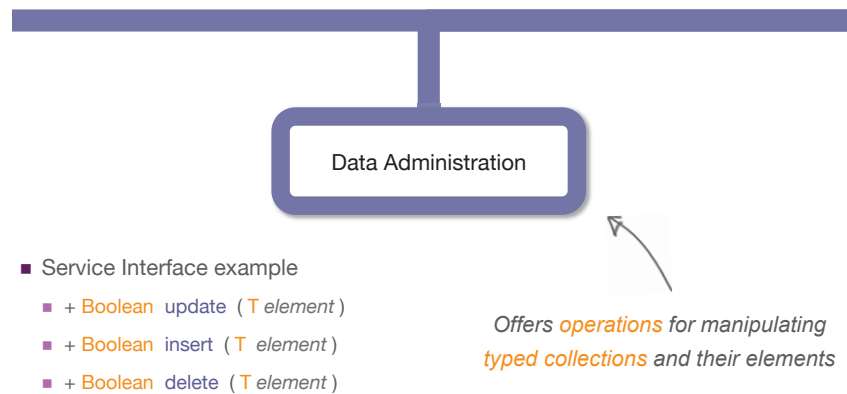 Data Administration
■ Service Interface example
■ + Boolean update ( T element )
■ + Boolean insert ( T element )
■ + Boolean delete ( T element )
Offers operations for manipulating
typed collections and their elements